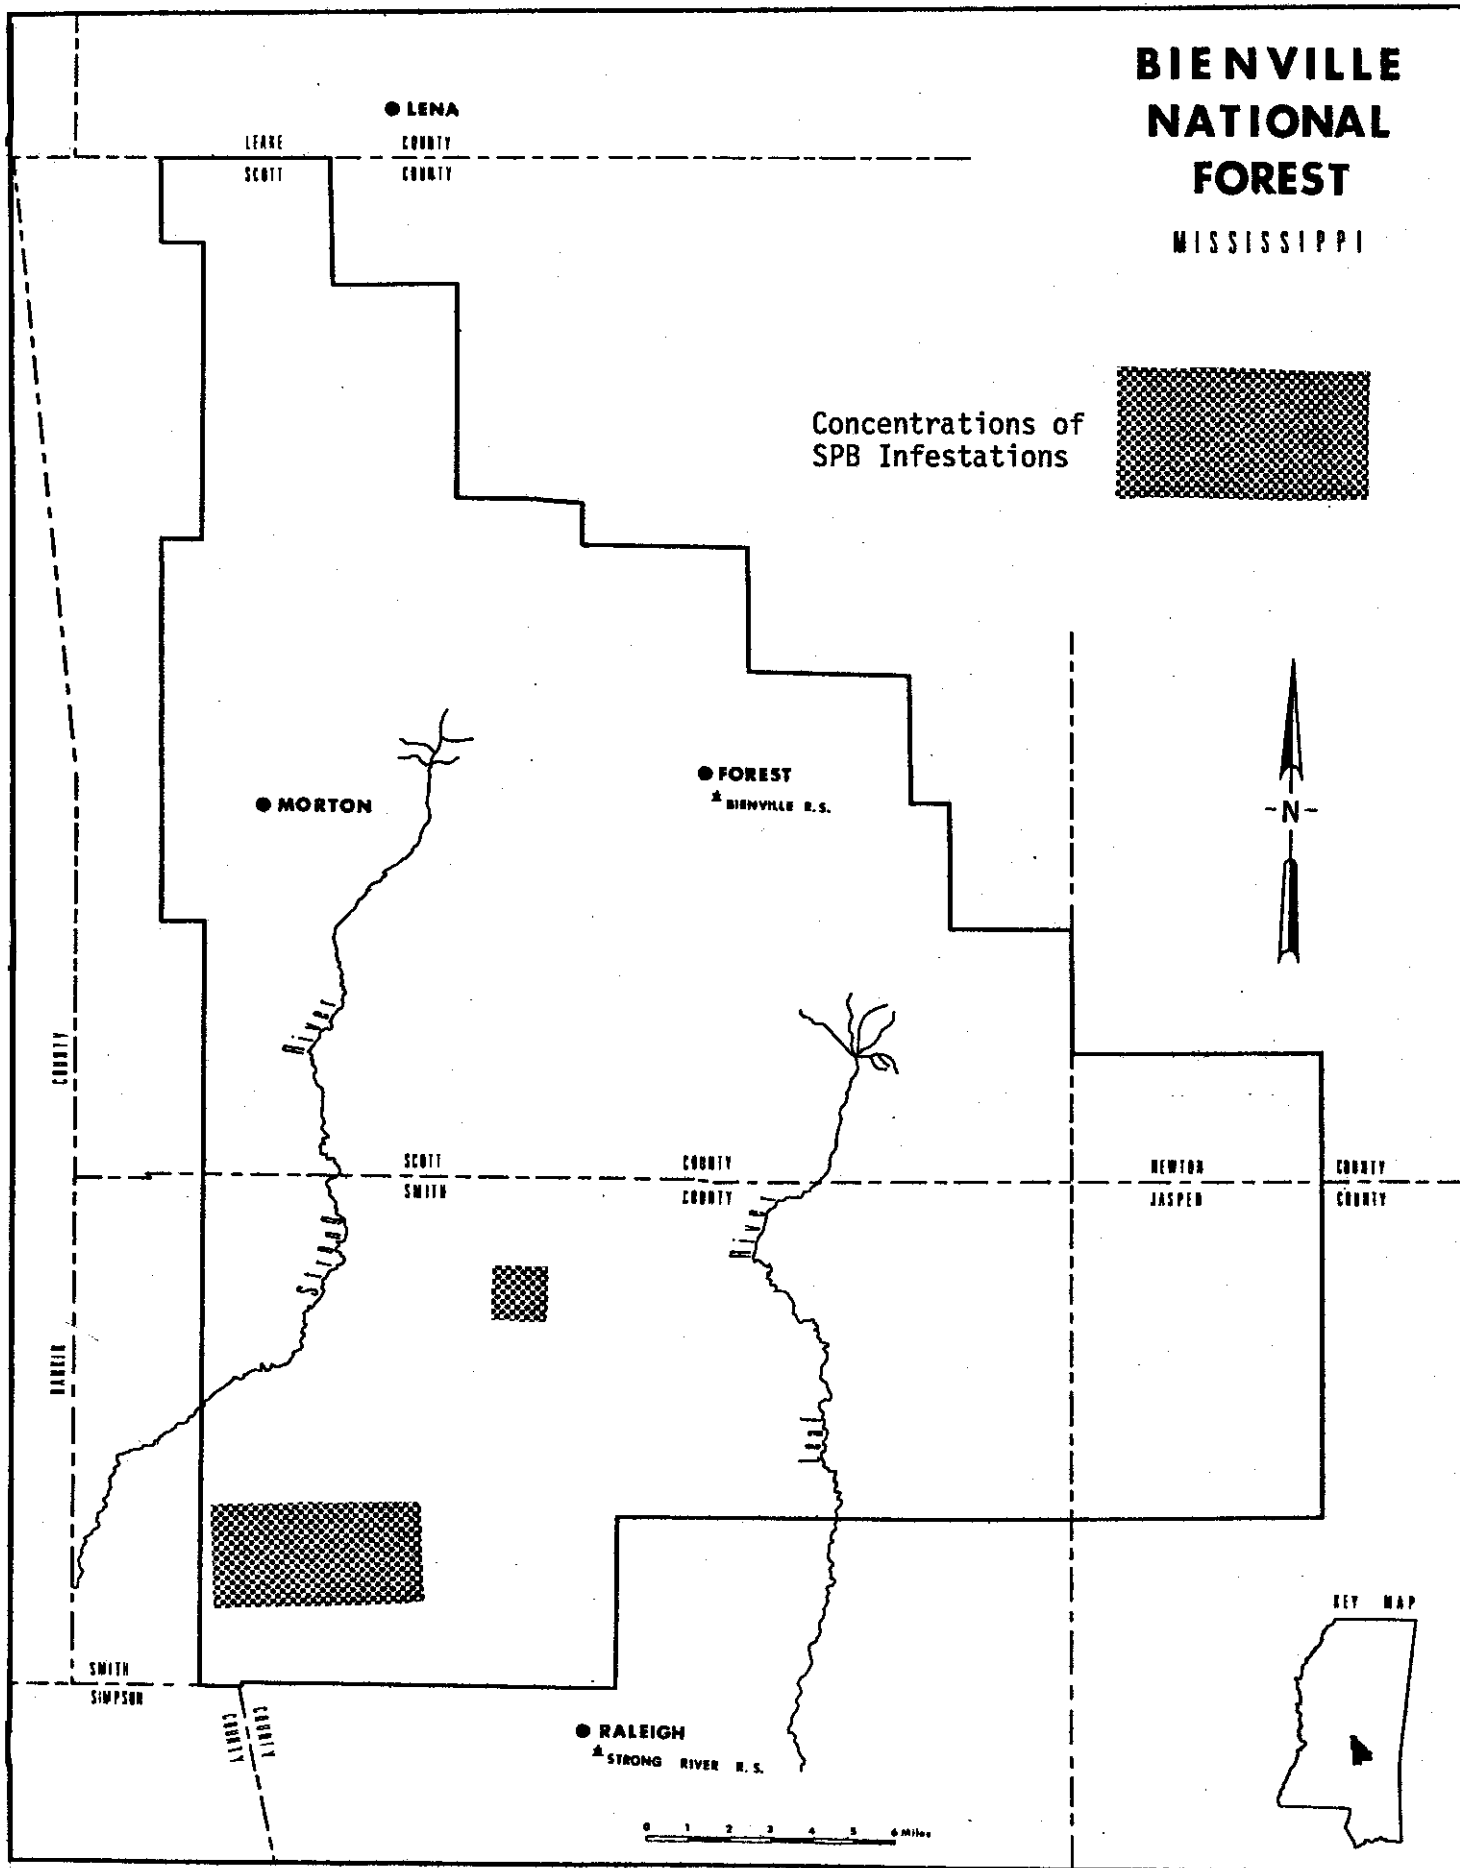 BIENVILLE
NATIONAL
FOREST
MISSISSIPPI
LENA
LEAKE COUNTY
SCOTT COUNTY
Concentrations of
SPB Infestations
FOREST
BIENVILLE R.S.
MORTON
-N-
River
COUNTY
SCOTT COUNTY
SMITH COUNTY
NEWTON COUNTY
JASPER COUNTY
River
Strong
RANKIN
Leaf
KEY MAP
SMITH
SIMPSON
COUNTY
COUNTY
RALEIGH
STRONG RIVER R.S.
0 1 2 3 4 5 6 Miles